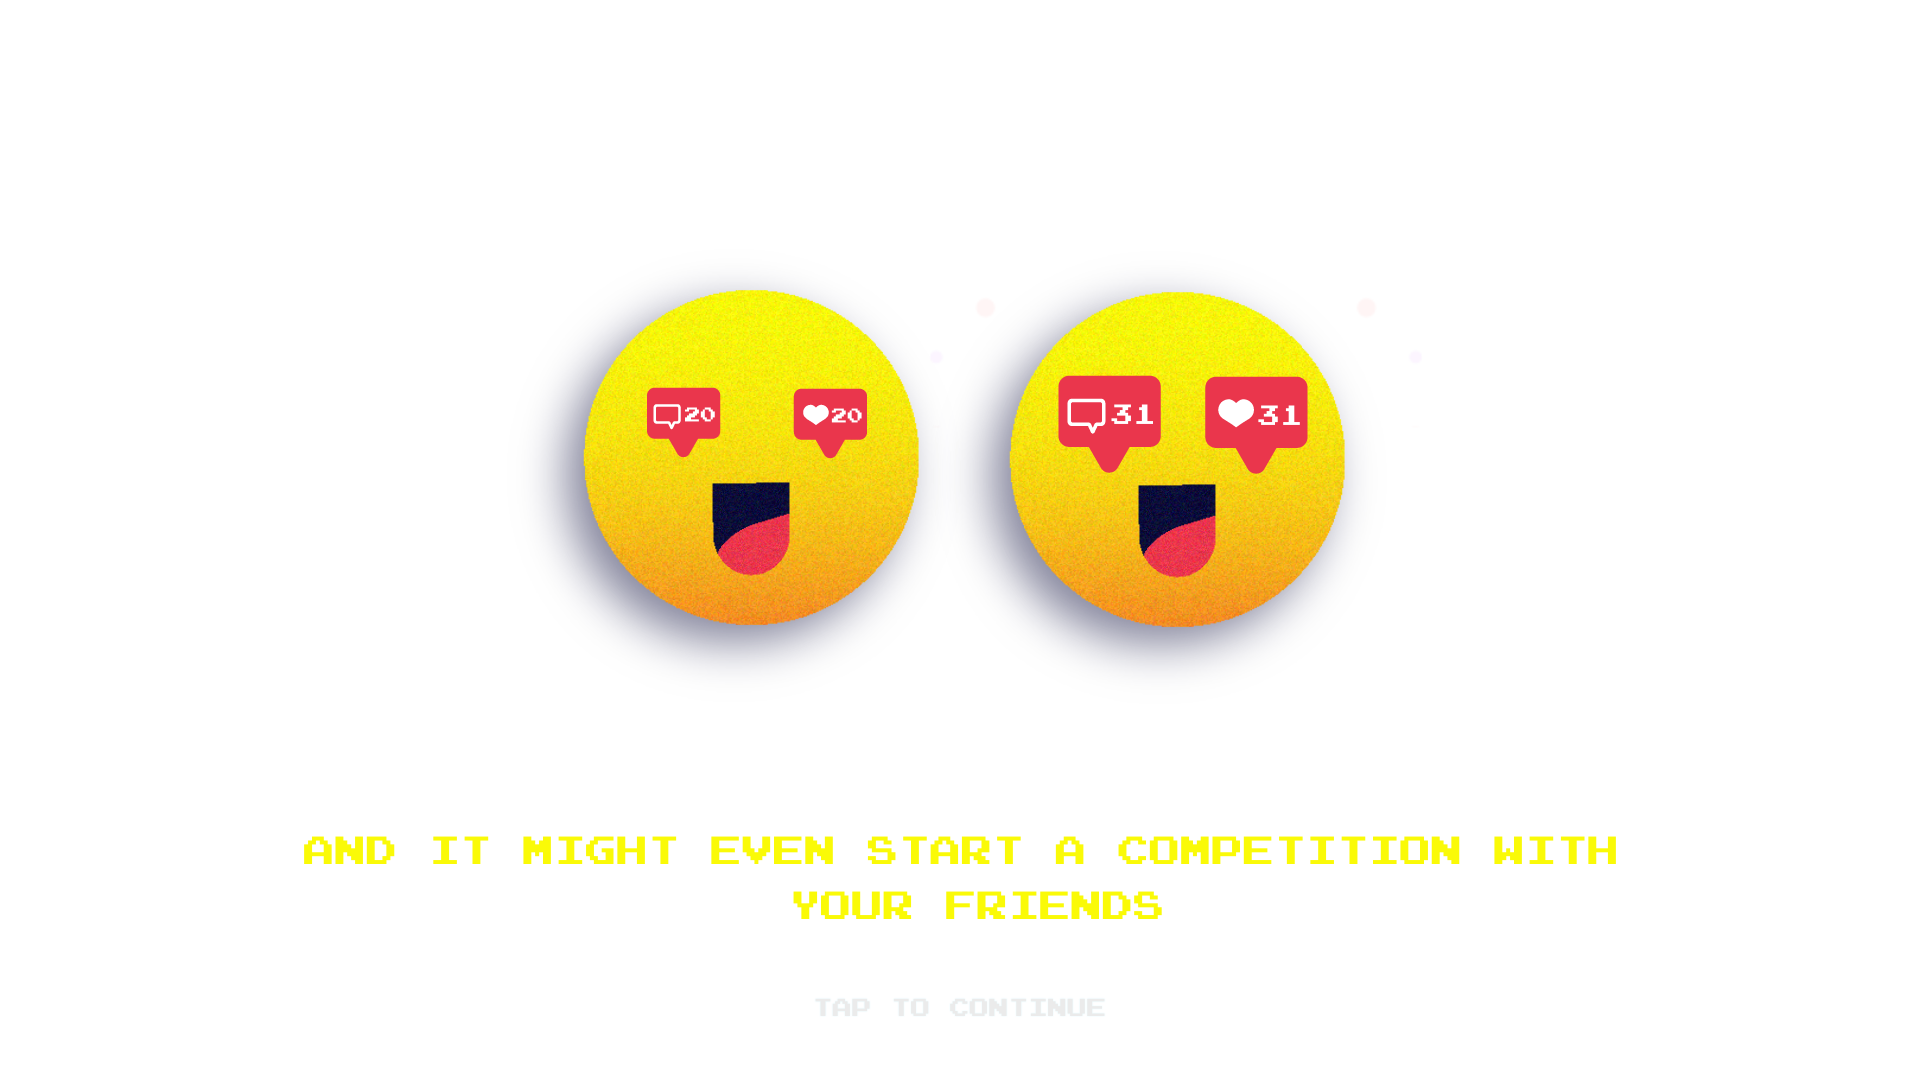 20 20 31 31
AND IT MIGHT EVEN START A COMPETITION WITH
YOUR FRIENDS
TAP TO CONTINUE